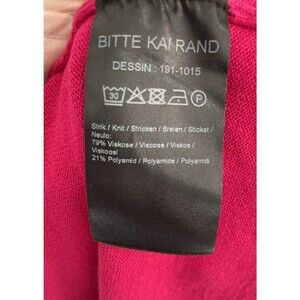 BITTE KAI RAND
DESSIN : 191-1015
30 P
Strik / Knit / Stricken / Breien / Stickat /
Neulo:
79% Viskose / Viscose / Viskos /
Viskoosi
21% Polyamid / Polyamide / Polyamidi